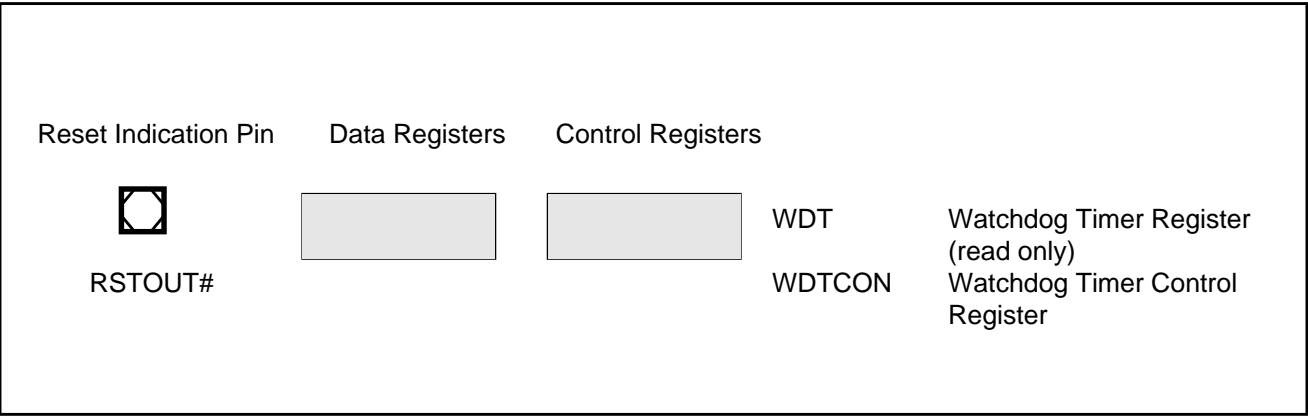 Reset Indication Pin Data Registers Control Registers
WDT Watchdog Timer Register
(read only)
RSTOUT# WDTCON Watchdog Timer Control
Register